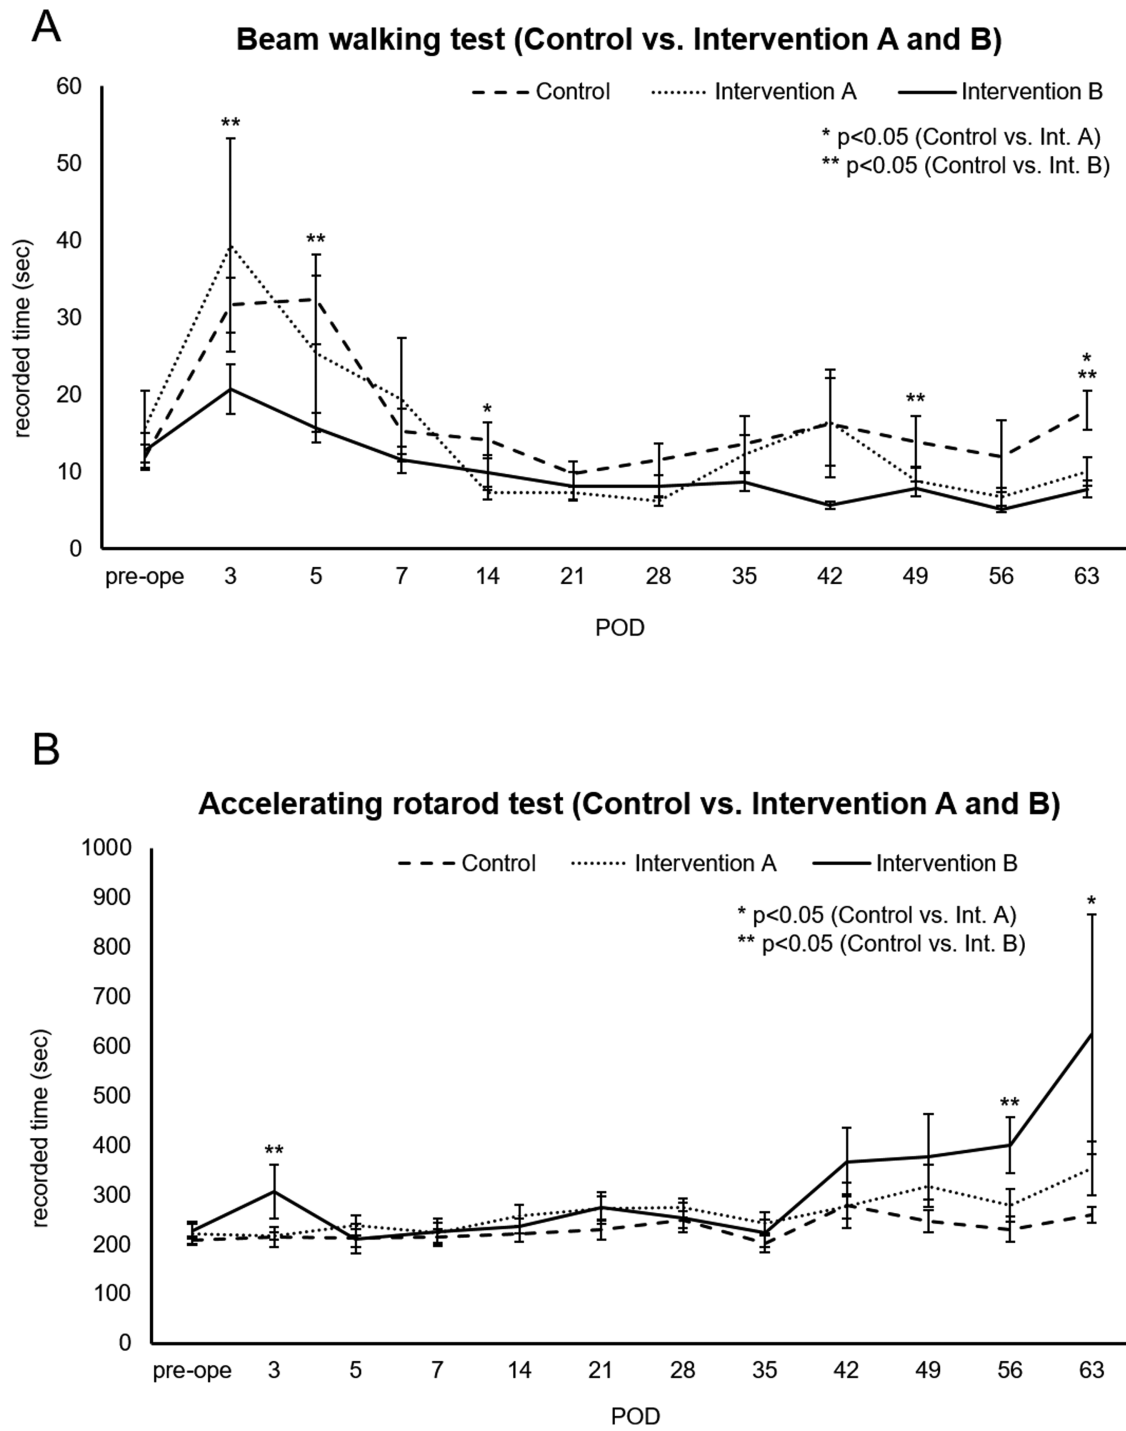 A
Beam walking test (Control vs. Intervention A and B)
Control Intervention A Intervention B
* p<0.05 (Control vs. Int. A)
** p<0.05 (Control vs. Int. B)
recorded time (sec)
60
50
40
30
20
10
0
**
**
*
**
*
**
pre-ope 3 5 7 14 21 28 35 42 49 56 63
POD
B
Accelerating rotarod test (Control vs. Intervention A and B)
Control Intervention A Intervention B
* p<0.05 (Control vs. Int. A)
** p<0.05 (Control vs. Int. B)
recorded time (sec)
1000
900
800
700
600
500
400
300
200
100
0
**
**
*
pre-ope 3 5 7 14 21 28 35 42 49 56 63
POD